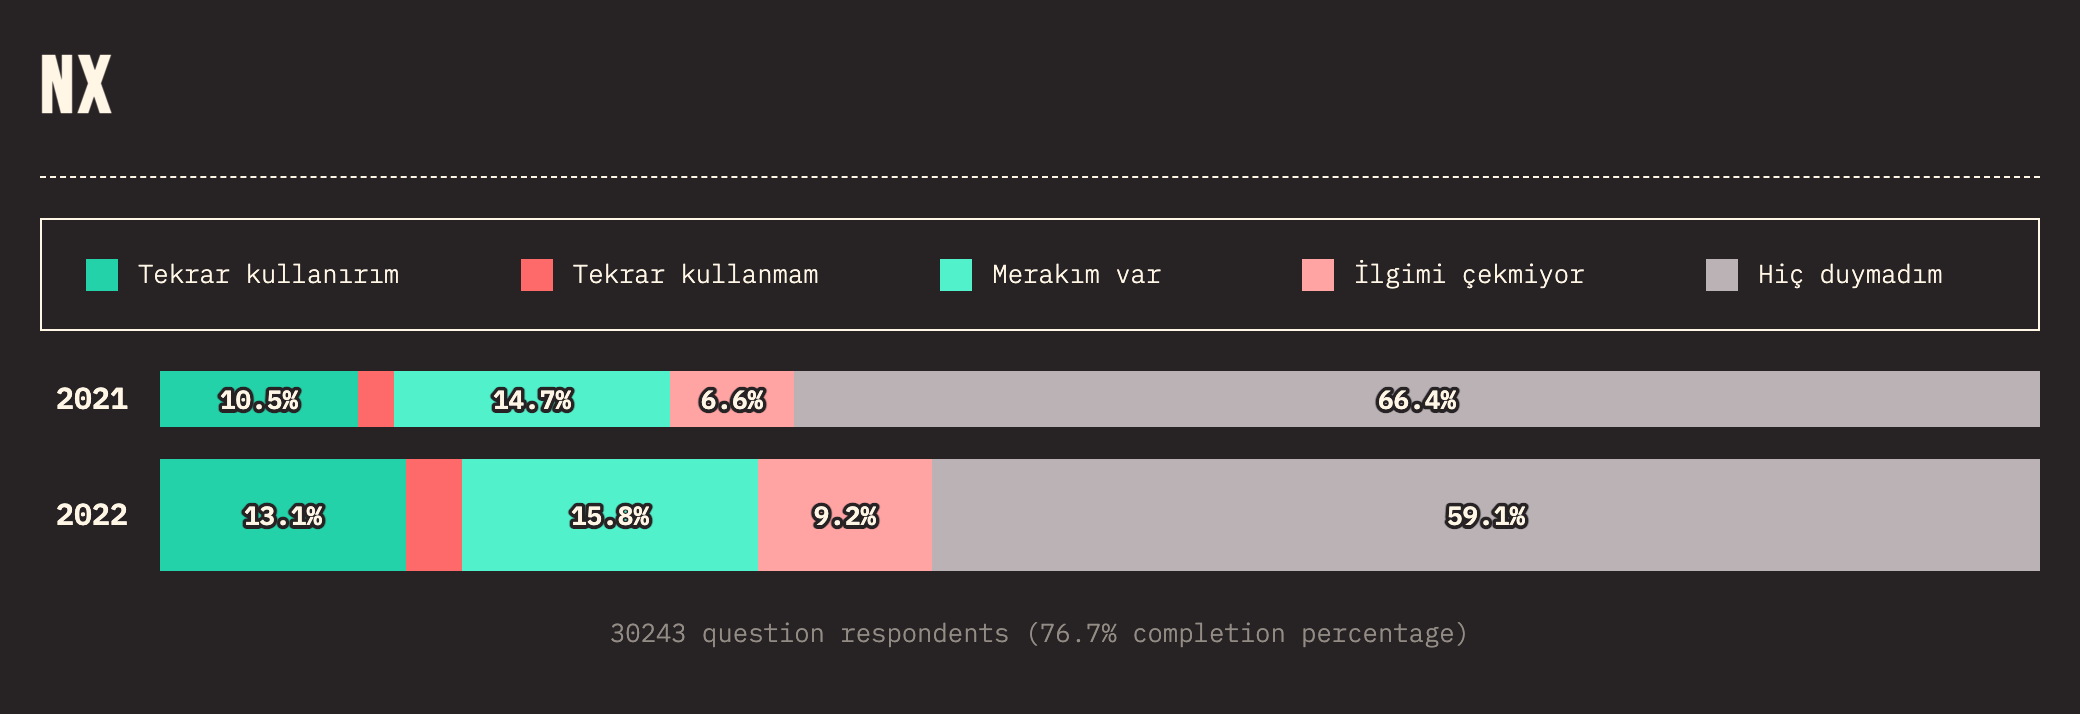 NX
Tekrar kullanırım Tekrar kullanmam Merakım var İlgimi çekmiyor Hiç duymadım
2021 10.5% 14.7% 6.6% 66.4%
2022 13.1% 15.8% 9.2% 59.1%
30243 question respondents (76.7% completion percentage)